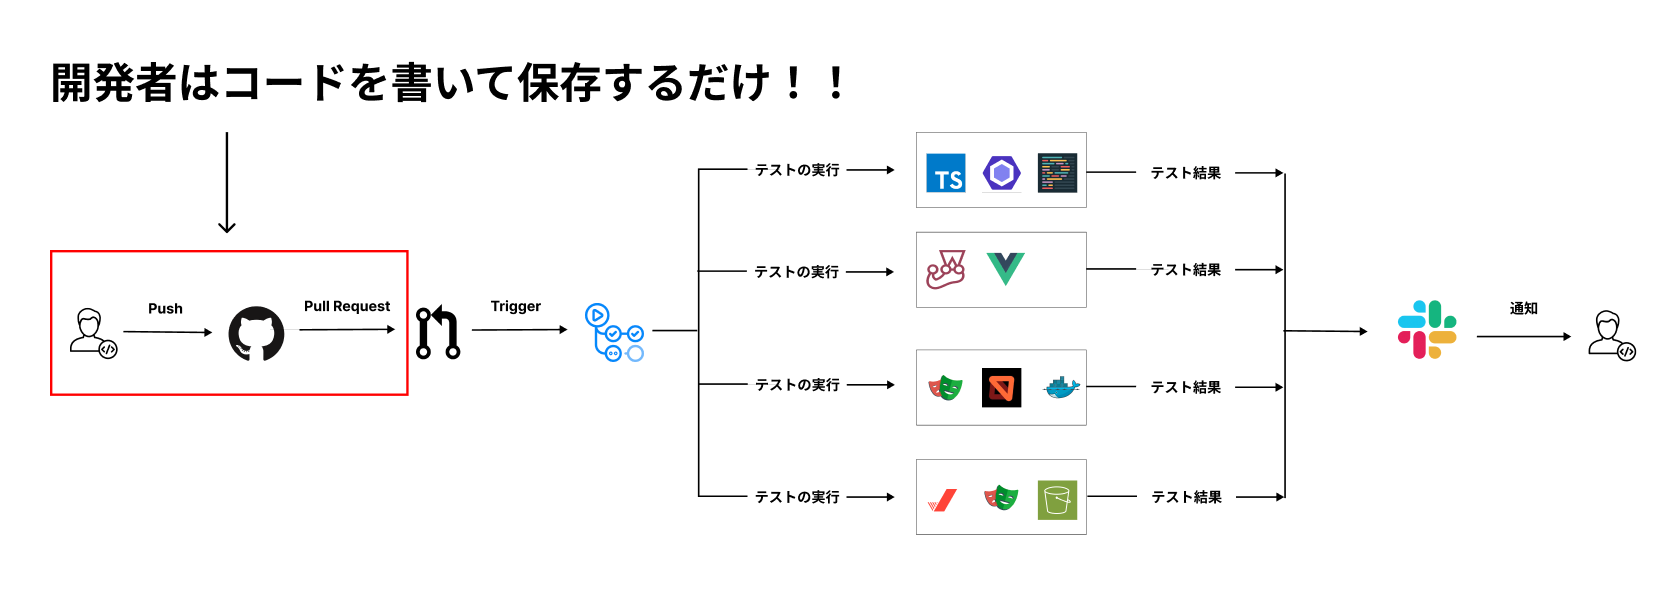 開発者はコードを書いて保存するだけ！！
Push
Pull Request
Trigger
テストの実行
TS
テスト結果
テストの実行
テスト結果
テストの実行
テスト結果
テストの実行
テスト結果
通知